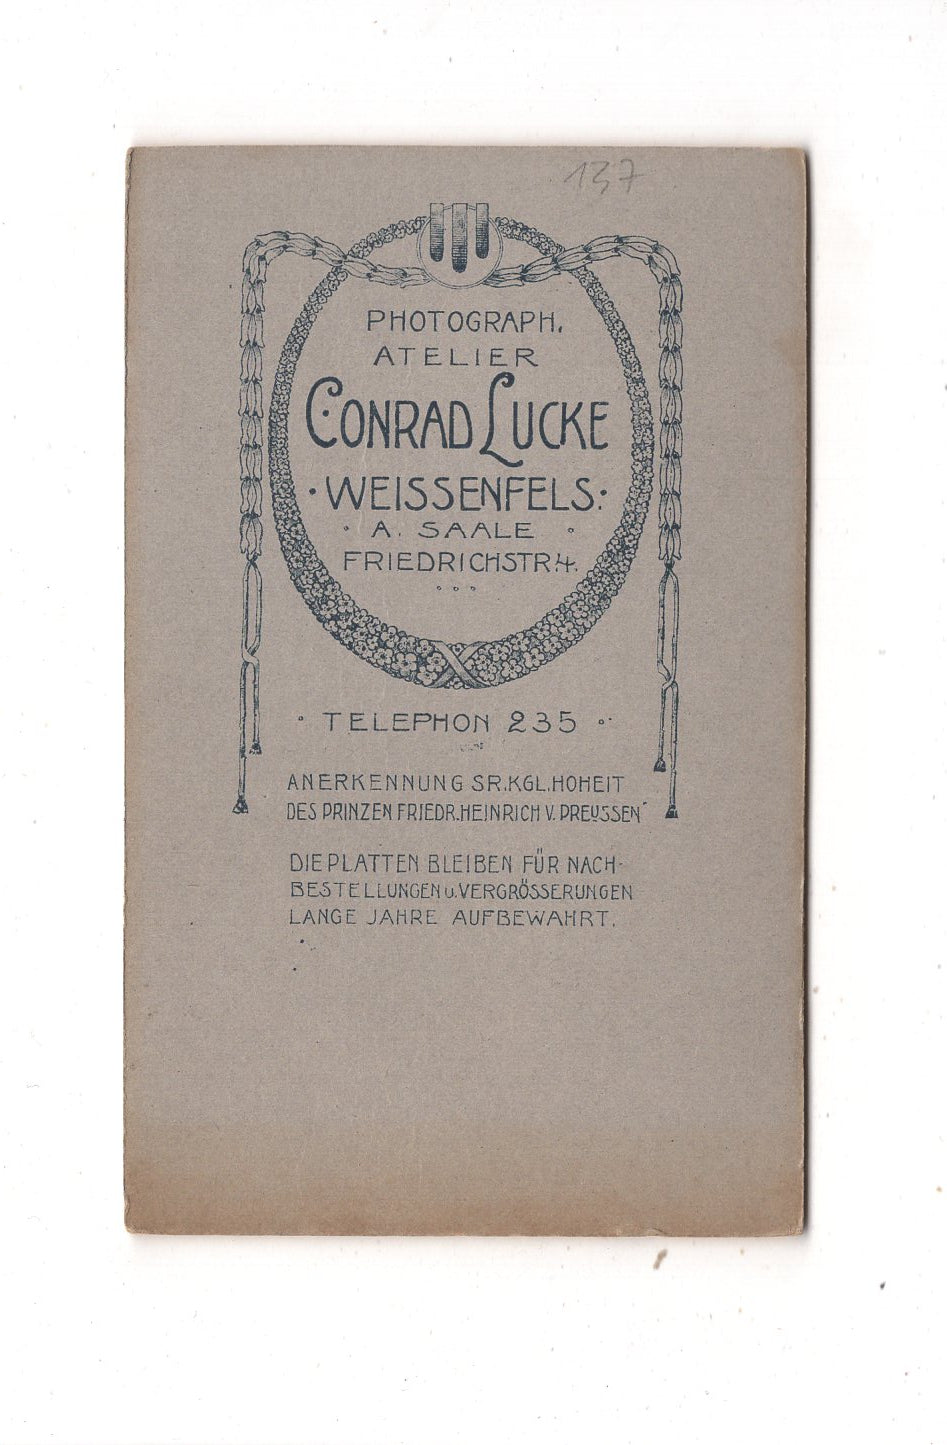 137
PHOTOGRAPH.
ATELIER
CONRAD LUCKE
·WEISSENFELS·
· A. SAALE ·
FRIEDRICHSTR. 4.
· TELEPHON 235 ·
ANERKENNUNG SR. KGL. HOHEIT
DES PRINZEN FRIEDR. HEINRICH V. PREUSSEN
DIE PLATTEN BLEIBEN FÜR NACH-
BESTELLUNGEN U. VERGRÖSSERUNGEN
LANGE JAHRE AUFBEWAHRT.